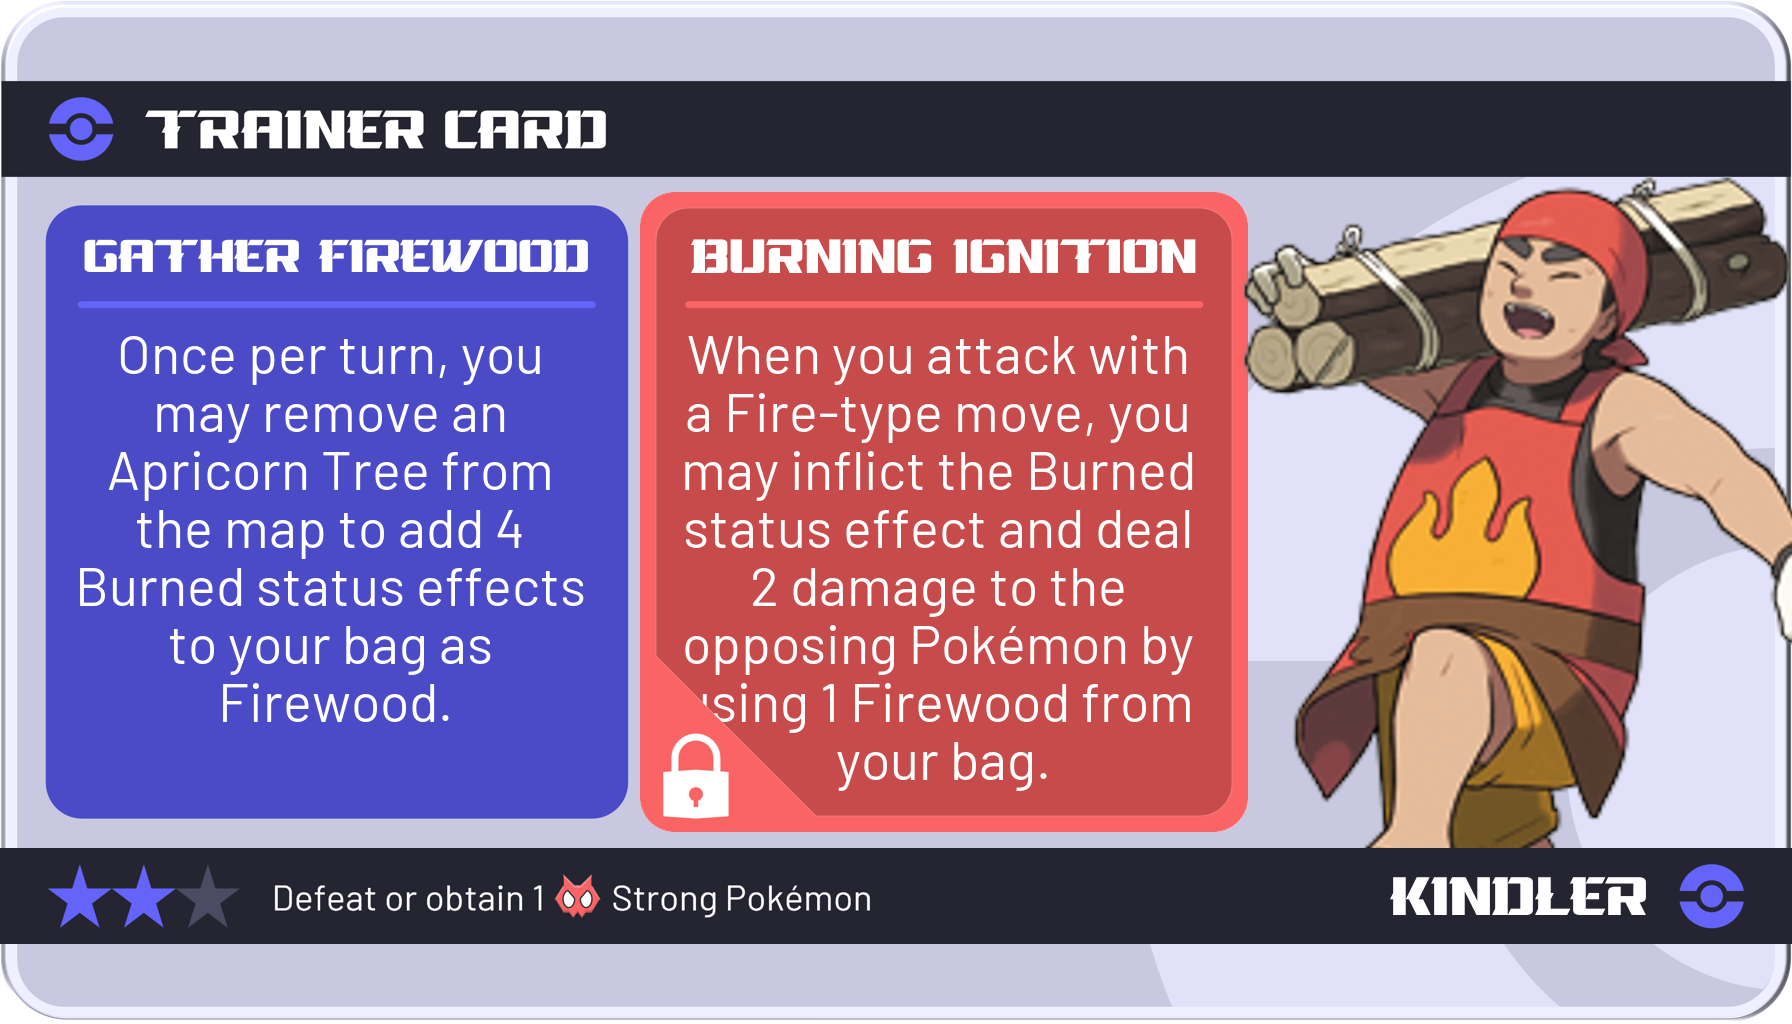 TRAINER CARD
GATHER FIREWOOD
Once per turn, you
may remove an
Apricorn Tree from
the map to add 4
Burned status effects
to your bag as
Firewood.
BURNING IGNITION
When you attack with
a Fire-type move, you
may inflict the Burned
status effect and deal
2 damage to the
opposing Pokémon by
using 1 Firewood from
your bag.
Defeat or obtain 1 Strong Pokémon
KINDLER